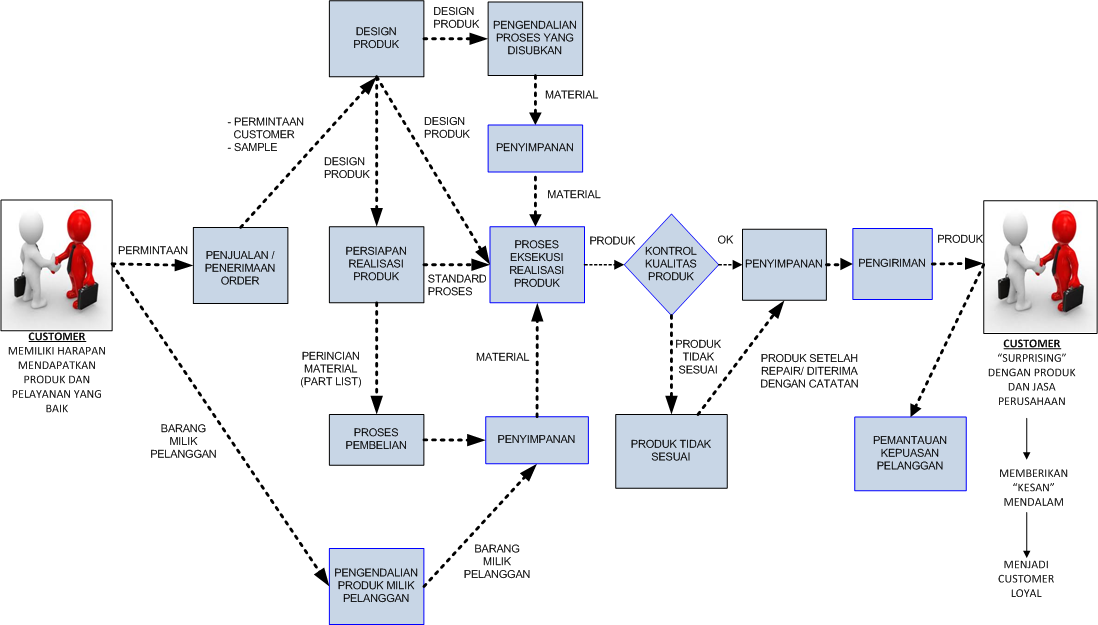 DESIGN
PRODUK
DESIGN
PRODUK
PENGENDALIAN
PROSES YANG
DISUBKAN
MATERIAL
- PERMINTAAN
CUSTOMER
- SAMPLE
DESIGN
PRODUK
DESIGN
PRODUK
PENYIMPANAN
MATERIAL
PERMINTAAN
PENJUALAN /
PENERIMAAN
ORDER
PERSIAPAN
REALISASI
PRODUK
STANDARD
PROSES
PROSES
EKSEKUSI
REALISASI
PRODUK
PRODUK
KONTROL
KUALITAS
PRODUK
OK
PENYIMPANAN
PENGIRIMAN
PRODUK
CUSTOMER
MEMILIKI HARAPAN
MENDAPATKAN
PRODUK DAN
PELAYANAN YANG
BAIK
PERINCIAN
MATERIAL
(PART LIST)
MATERIAL
PRODUK
TIDAK
SESUAI
PRODUK SETELAH
REPAIR/ DITERIMA
DENGAN CATATAN
CUSTOMER
“SURPRISING”
DENGAN PRODUK
DAN JASA
PERUSAHAAN
BARANG
MILIK
PELANGGAN
PROSES
PEMBELIAN
PENYIMPANAN
PRODUK TIDAK
SESUAI
PEMANTAUAN
KEPUASAN
PELANGGAN
MEMBERIKAN
“KESAN”
MENDALAM
BARANG
MILIK
PELANGGAN
PENGENDALIAN
PRODUK MILIK
PELANGGAN
MENJADI
CUSTOMER
LOYAL